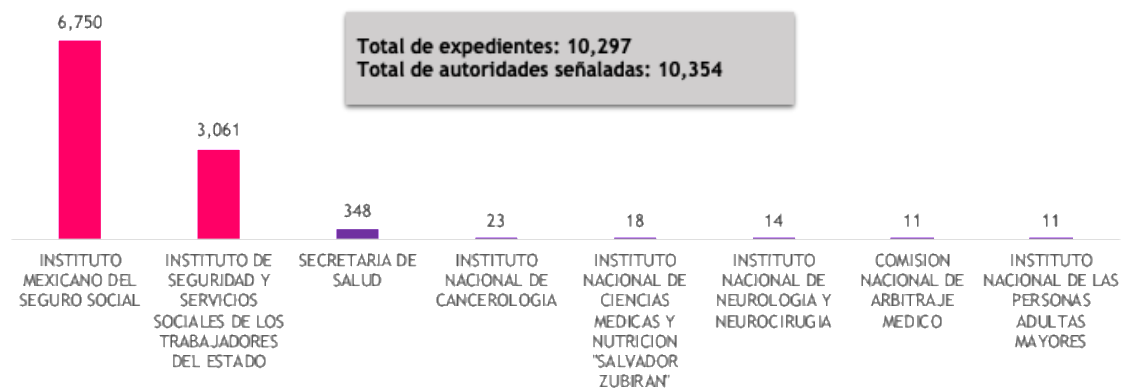 6,750
Total de expedientes: 10,297
Total de autoridades señaladas: 10,354
3,061
348
23
18
14
11
11
INSTITUTO
MEXICANO DEL
SEGURO SOCIAL
INSTITUTO DE
SEGURIDAD Y
SERVICIOS
SOCIALES DE LOS
TRABAJADORES
DEL ESTADO
SECRETARIA DE
SALUD
INSTITUTO
NACIONAL DE
CANCEROLOGIA
INSTITUTO
NACIONAL DE
CIENCIAS
MEDICAS Y
NUTRICION
"SALVADOR
ZUBIRAN"
INSTITUTO
NACIONAL DE
NEUROLOGIA Y
NEUROCIRUGIA
COMISION
NACIONAL DE
ARBITRAJE
MEDICO
INSTITUTO
NACIONAL DE LAS
PERSONAS
ADULTAS
MAYORES